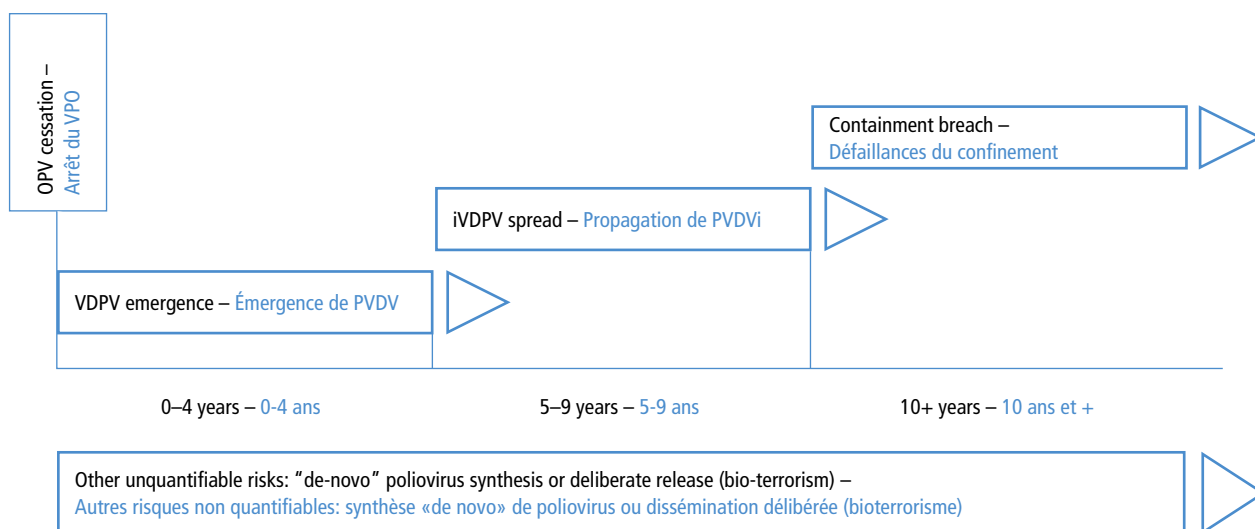 OPV cessation –
Arrêt du VPO
Containment breach –
Défaillances du confinement
iVDPV spread – Propagation de PVDVi
VDPV emergence – Émergence de PVDV
0–4 years – 0-4 ans
5–9 years – 5-9 ans
10+ years – 10 ans et +
Other unquantifiable risks: “de-novo” poliovirus synthesis or deliberate release (bio-terrorism) –
Autres risques non quantifiables: synthèse «de novo» de poliovirus ou dissémination délibérée (bioterrorisme)